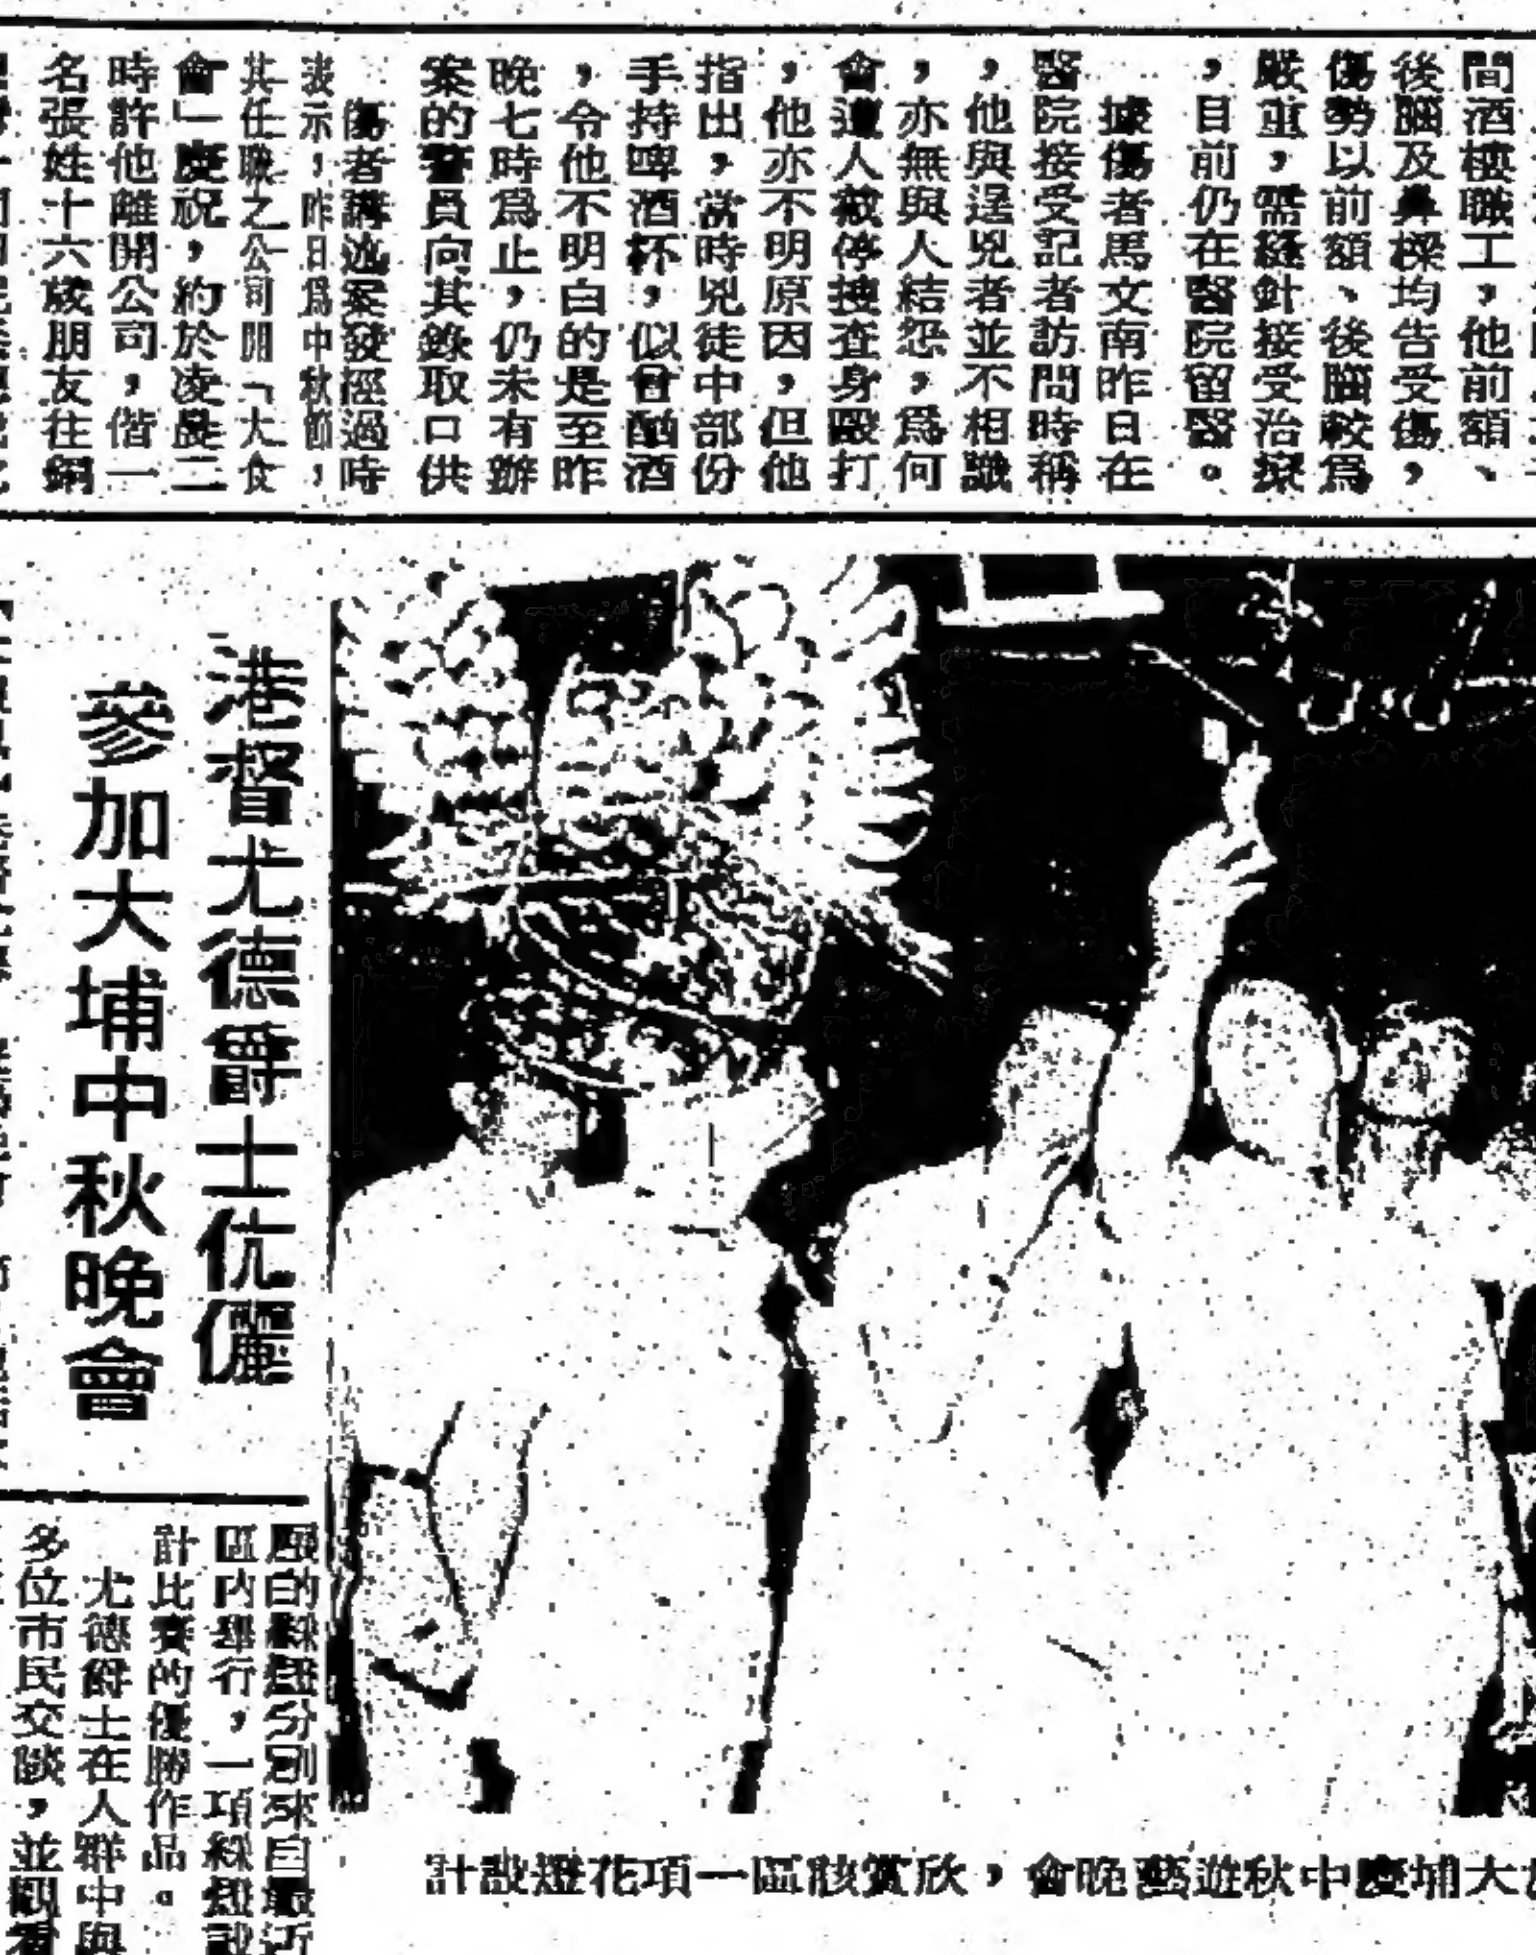 間酒樓職工，他前額、
後腦及鼻樑均告受傷，
傷勢以前額、後腦較為
嚴重，需縫針接受治療
，目前仍在醫院留醫。
據傷者馬文南昨日在
醫院接受記者訪問時稱
，他與逞兇者並不相識
，亦無與人結怨，為何
會遭人截停搜查身毆打
，他亦不明原因，但他
指出，當時兇徒中部份
手持啤酒杯，似曾酗酒
，令他不明白的是至昨
晚七時為止，仍未有辦
案的警員向其錄取口供
傷者講述案發經過時
表示，昨日為中秋節，
其任職之公司開「大食
會」慶祝，約於凌晨二
時許他離開公司，偕一
名張姓十六歲朋友往銅
港督尤德爵士伉儷
參加大埔中秋晚會
展的綵燈分別來自最近
區內舉行，一項綵燈設
計比賽的優勝作品。
尤德爵士在人群中與
多位市民交談，並觀看
大埔慶中秋遊藝晚會，欣賞該區一項花燈設計